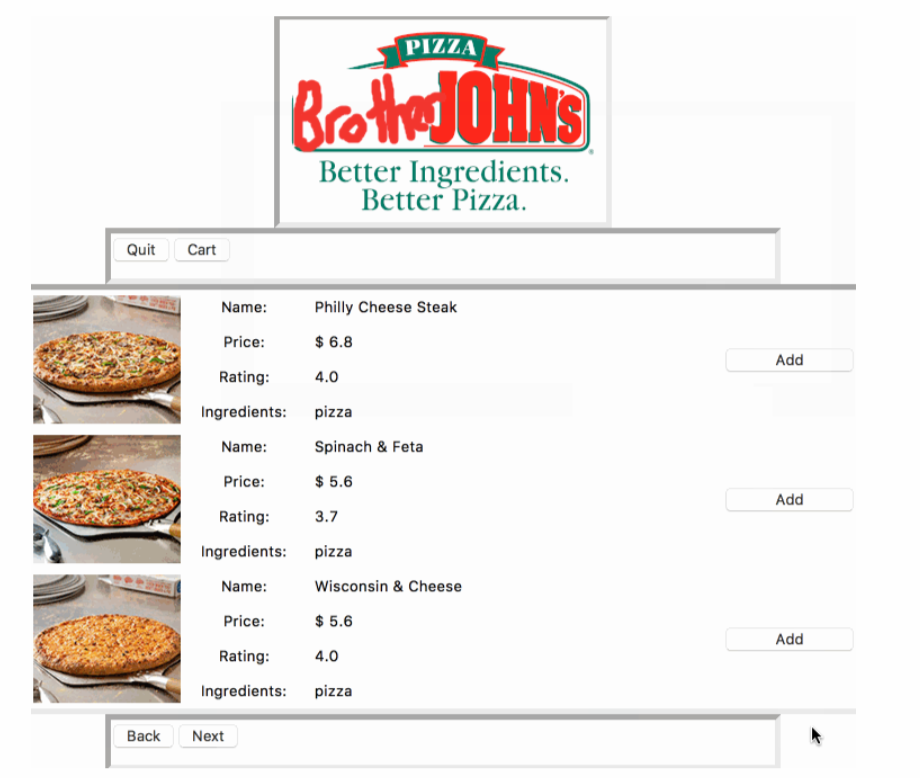 PIZZA
Brother JOHN'S
Better Ingredients.
Better Pizza.
Quit Cart
Name: Philly Cheese Steak
Price: $ 6.8
Add
Rating: 4.0
Ingredients: pizza
Name: Spinach & Feta
Price: $ 5.6
Add
Rating: 3.7
Ingredients: pizza
Name: Wisconsin & Cheese
Price: $ 5.6
Add
Rating: 4.0
Ingredients: pizza
Back Next